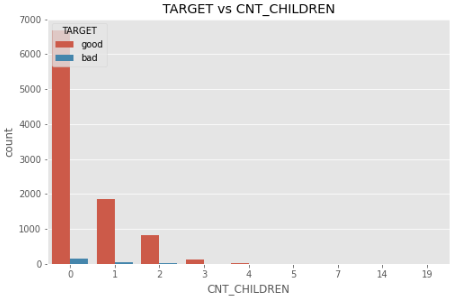 TARGET vs CNT_CHILDREN
7000
6000
5000
4000
3000
2000
1000
0
count
TARGET
good
bad
0 1 2 3 4 5 7 14 19
CNT_CHILDREN